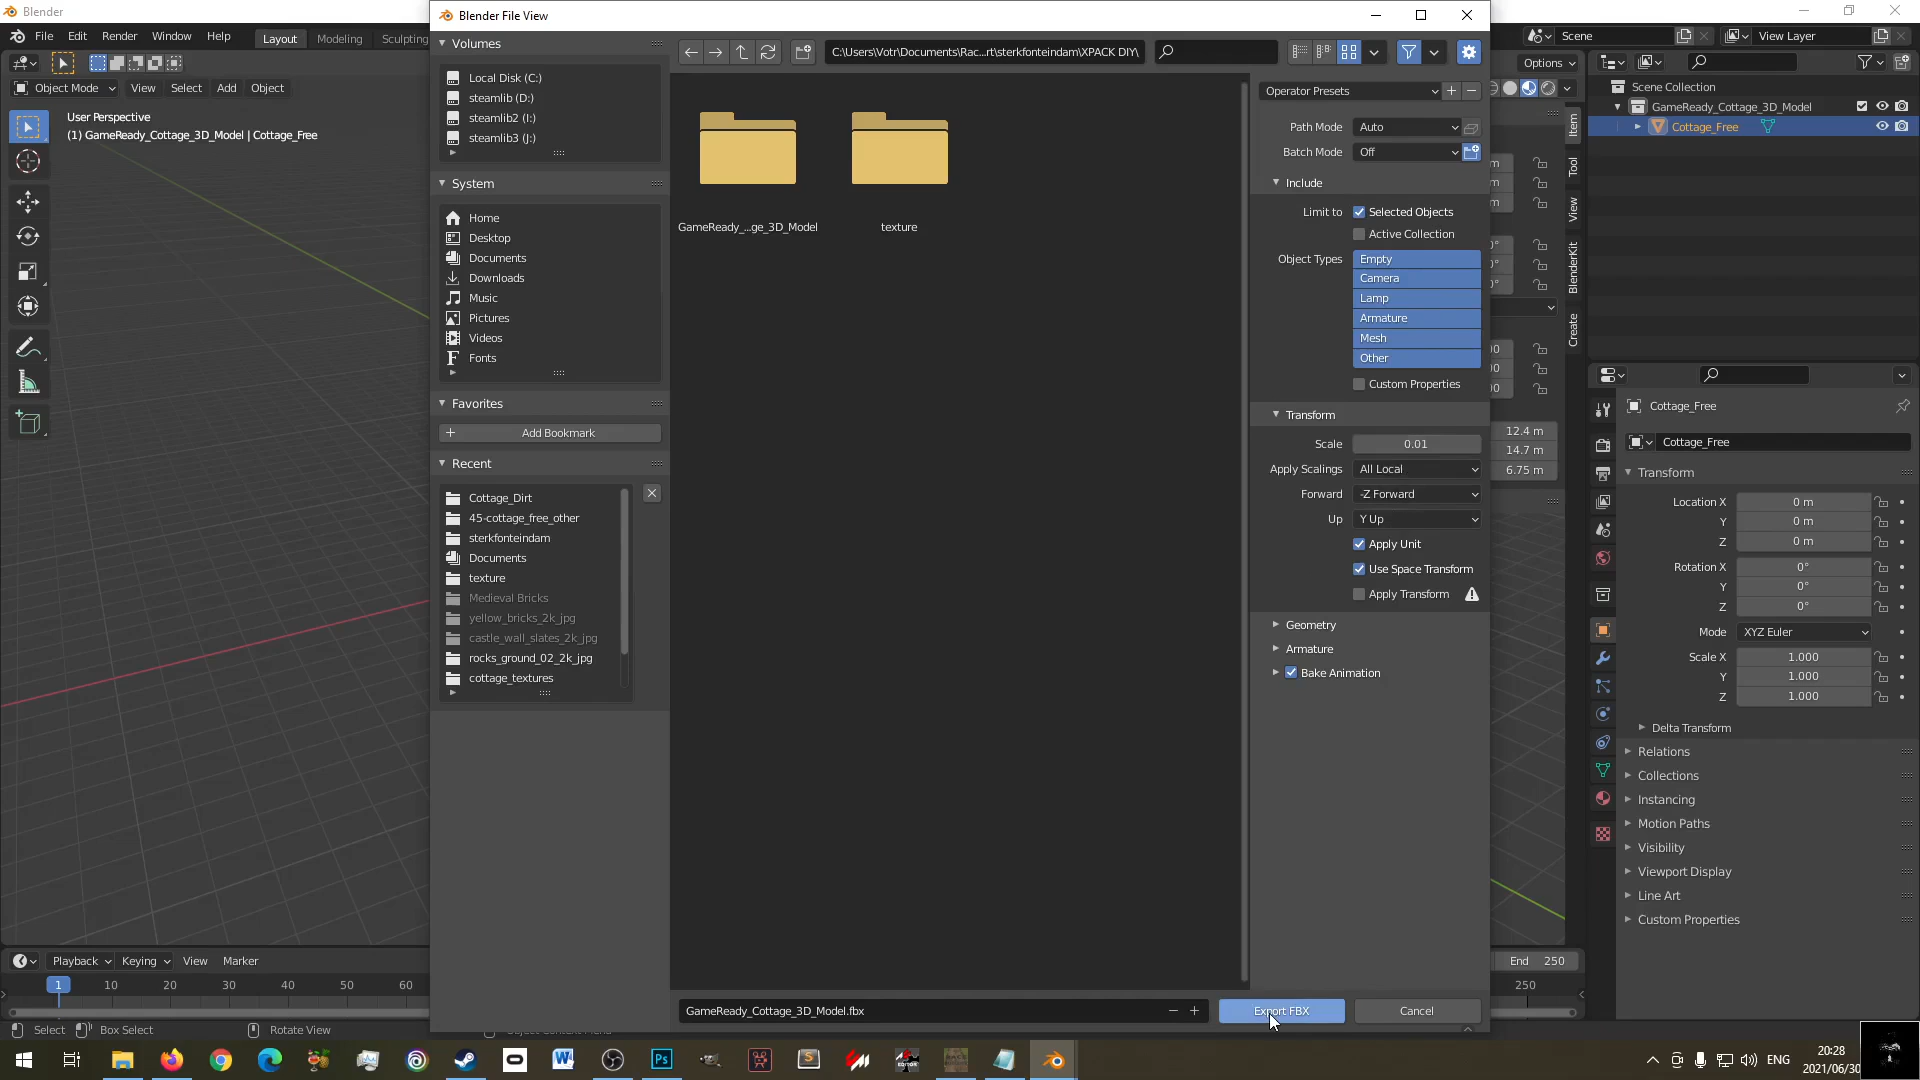 Blender
File Edit Render Window Help Layout Modeling Sculpting
Object Mode View Select Add Object
User Perspective
(1) GameReady_Cottage_3D_Model | Cottage_Free
Playback Keying View Marker
1 10 20 30 40 50 60
Select Box Select Rotate View
Blender File View
Volumes
Local Disk (C:)
steamlib (D:)
steamlib2 (I:)
steamlib3 (J:)
System
Home
Desktop
Documents
Downloads
Music
Pictures
Videos
Fonts
Favorites
Add Bookmark
Recent
Cottage_Dirt
45-cottage_free_other
sterkfonteindam
Documents
texture
Medieval Bricks
yellow_bricks_2k_jpg
castle_wall_slates_2k_jpg
rocks_ground_02_2k_jpg
cottage_textures
C:\Users\Votr\Documents\Rac...rt\sterkfonteindam\XPACK DIY\
GameReady_...ge_3D_Model texture
GameReady_Cottage_3D_Model.fbx
Export FBX Cancel
Operator Presets
Path Mode Auto
Batch Mode Off
Include
Limit to Selected Objects
Active Collection
Object Types Empty
Camera
Lamp
Armature
Mesh
Other
Custom Properties
Transform
Scale 0.01
Apply Scalings All Local
Forward -Z Forward
Up Y Up
Apply Unit
Use Space Transform
Apply Transform
Geometry
Armature
Bake Animation
Scene View Layer
Options
Item
Tool
View
BlenderKit
Create
12.4 m
14.7 m
6.75 m
End 250
250
Scene Collection
GameReady_Cottage_3D_Model
Cottage_Free
Cottage_Free
Cottage_Free
Transform
Location X 0 m
Y 0 m
Z 0 m
Rotation X 0°
Y 0°
Z 0°
Mode XYZ Euler
Scale X 1.000
Y 1.000
Z 1.000
Delta Transform
Relations
Collections
Instancing
Motion Paths
Visibility
Viewport Display
Line Art
Custom Properties
ENG
20:28
2021/06/30